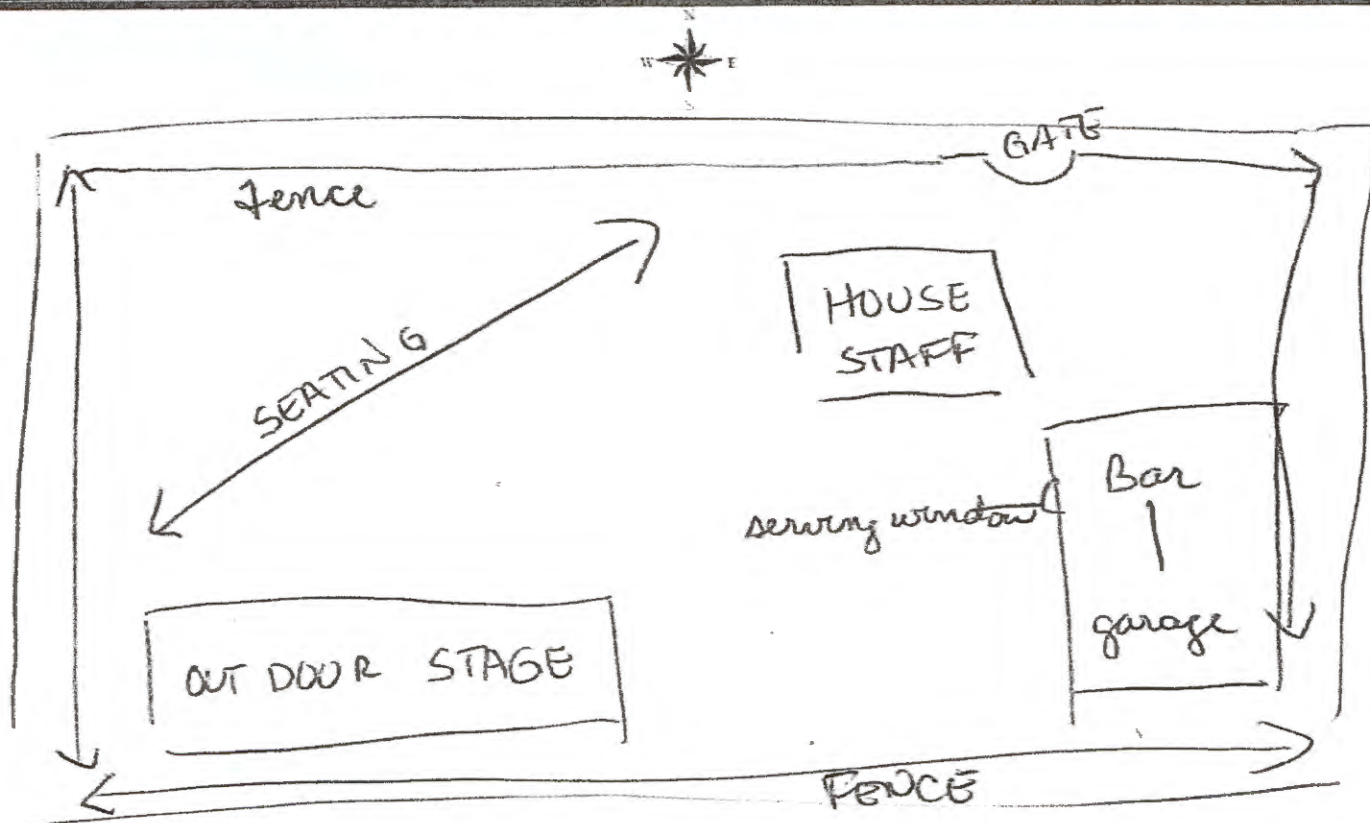 N
W E
S
GATE
fence
HOUSE
STAFF
SEATING
Bar
serving window
garage
OUT DOOR STAGE
FENCE